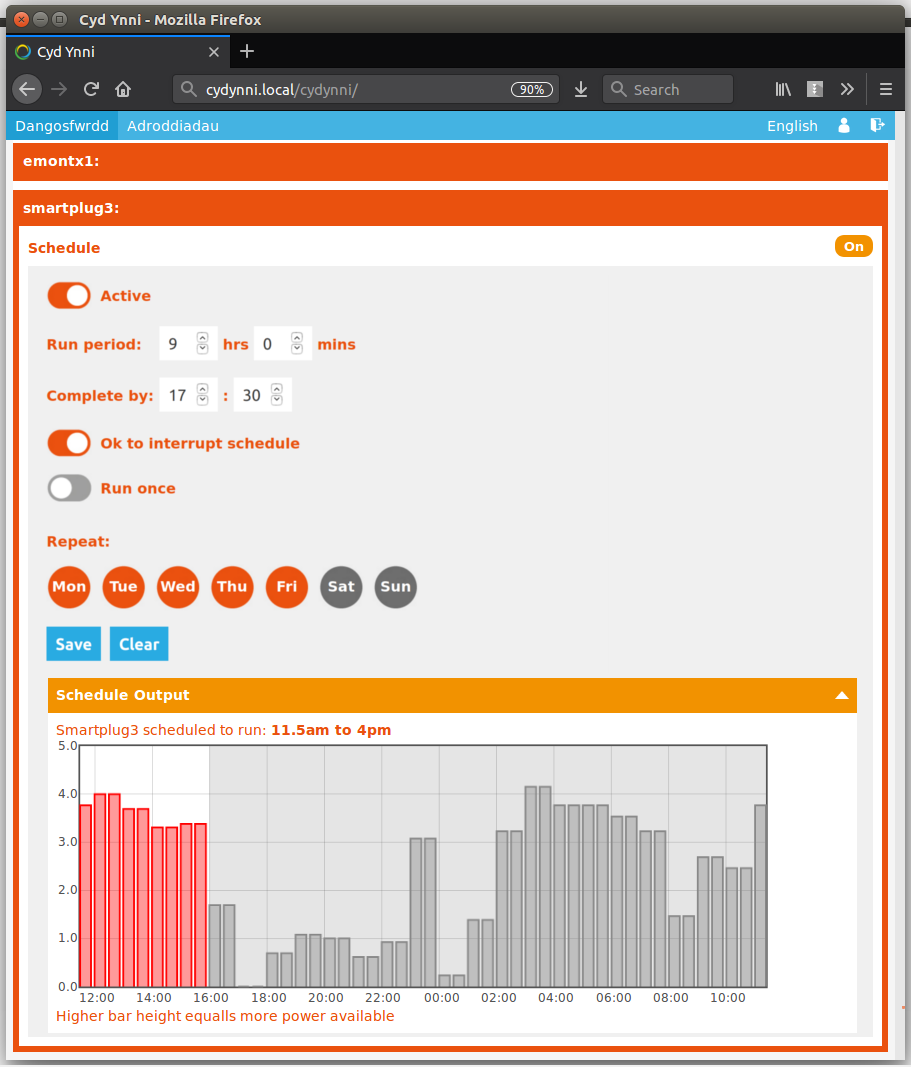 Cyd Ynni - Mozilla Firefox
Cyd Ynni
cydynni.local/cydynni/ 90% Search
Dangosfwrdd Adroddiadau English
emontx1:
smartplug3:
Schedule On
Active
Run period: 9 hrs 0 mins
Complete by: 17 : 30
Ok to interrupt schedule
Run once
Repeat:
Mon Tue Wed Thu Fri Sat Sun
Save Clear
Schedule Output
Smartplug3 scheduled to run: 11.5am to 4pm
5.0
4.0
3.0
2.0
1.0
0.0
12:00 14:00 16:00 18:00 20:00 22:00 00:00 02:00 04:00 06:00 08:00 10:00
Higher bar height equalls more power available